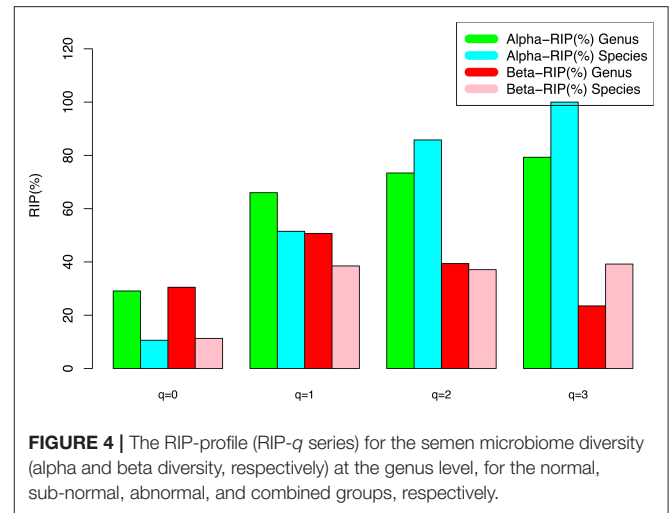 120
100
80
60
40
20
0
RIP(%)
Alpha−RIP(%) Genus
Alpha−RIP(%) Species
Beta−RIP(%) Genus
Beta−RIP(%) Species
q=0 q=1 q=2 q=3
FIGURE 4 | The RIP-profile (RIP-q series) for the semen microbiome diversity
(alpha and beta diversity, respectively) at the genus level, for the normal,
sub-normal, abnormal, and combined groups, respectively.